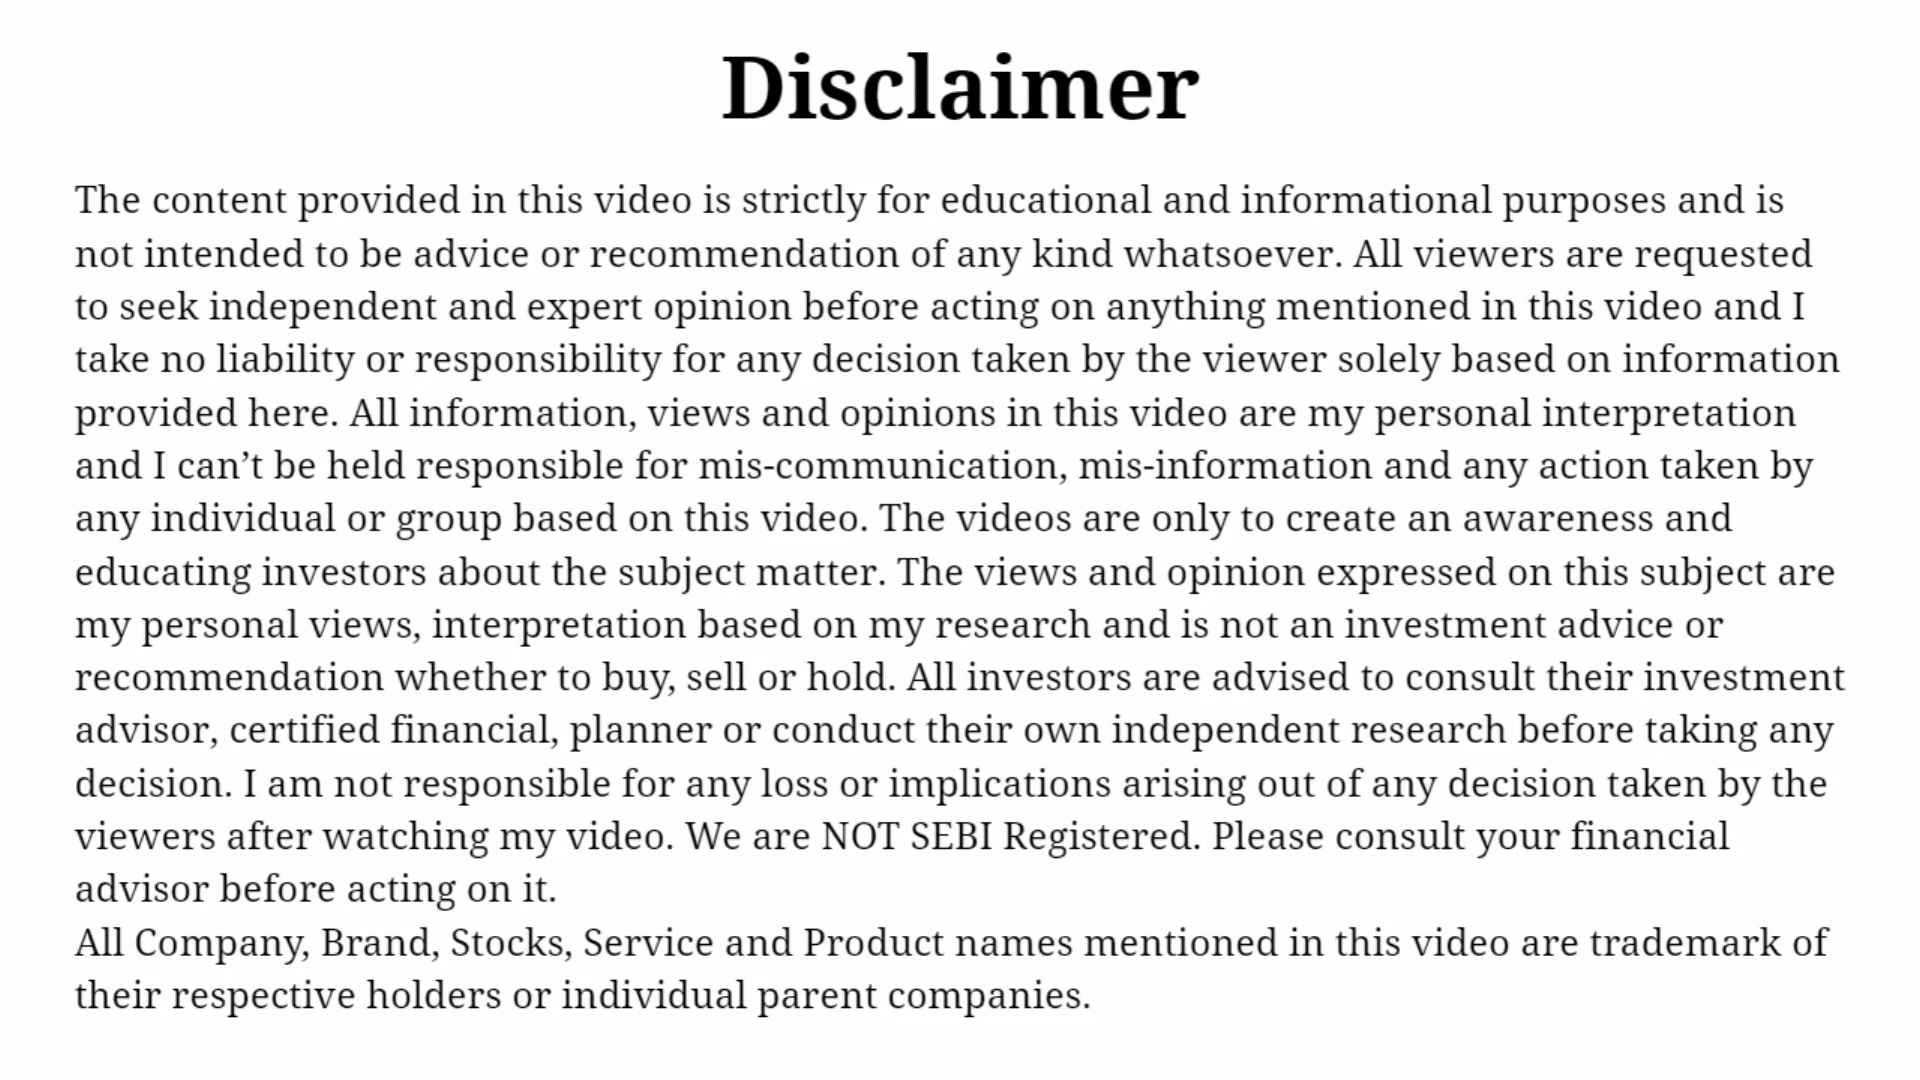 Disclaimer
The content provided in this video is strictly for educational and informational purposes and is
not intended to be advice or recommendation of any kind whatsoever. All viewers are requested
to seek independent and expert opinion before acting on anything mentioned in this video and I
take no liability or responsibility for any decision taken by the viewer solely based on information
provided here. All information, views and opinions in this video are my personal interpretation
and I can’t be held responsible for mis-communication, mis-information and any action taken by
any individual or group based on this video. The videos are only to create an awareness and
educating investors about the subject matter. The views and opinion expressed on this subject are
my personal views, interpretation based on my research and is not an investment advice or
recommendation whether to buy, sell or hold. All investors are advised to consult their investment
advisor, certified financial, planner or conduct their own independent research before taking any
decision. I am not responsible for any loss or implications arising out of any decision taken by the
viewers after watching my video. We are NOT SEBI Registered. Please consult your financial
advisor before acting on it.
All Company, Brand, Stocks, Service and Product names mentioned in this video are trademark of
their respective holders or individual parent companies.